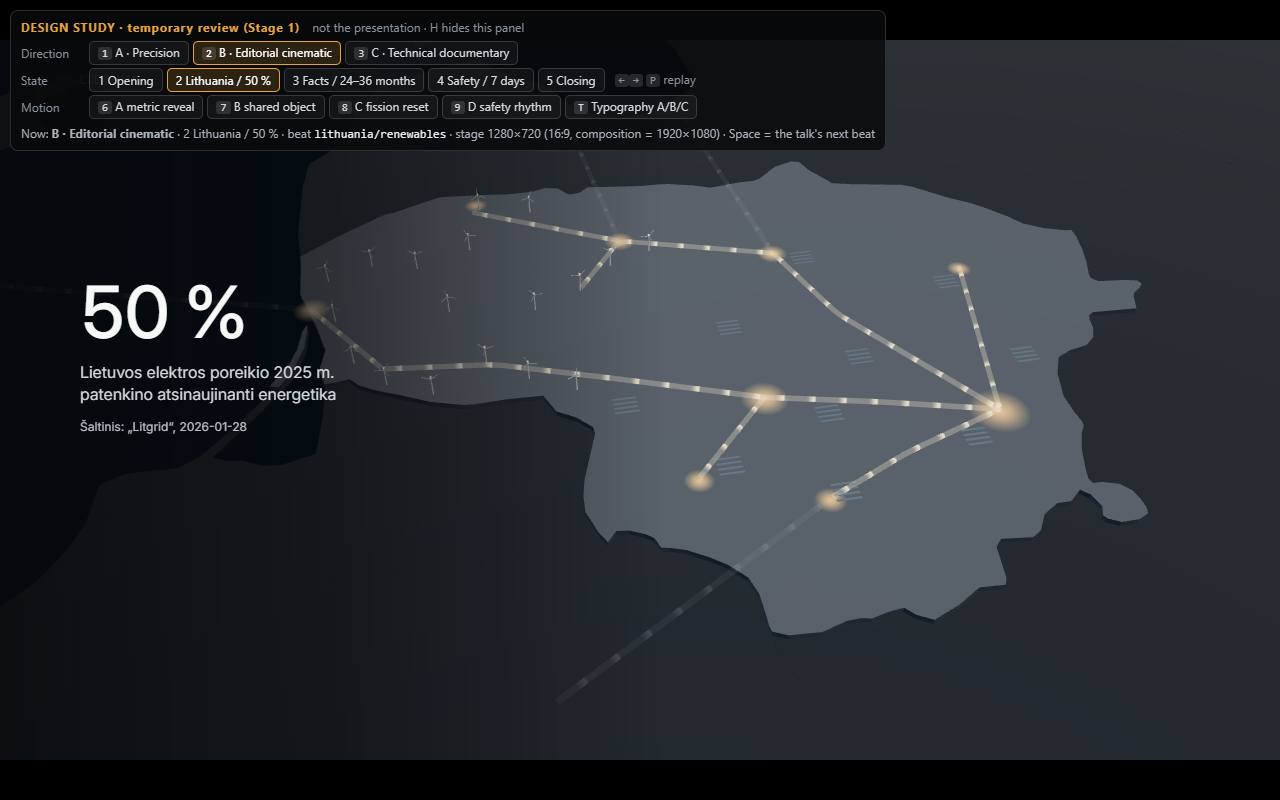 DESIGN STUDY · temporary review (Stage 1) not the presentation · H hides this panel
Direction 1 A · Precision 2 B · Editorial cinematic 3 C · Technical documentary
State 1 Opening 2 Lithuania / 50 % 3 Facts / 24–36 months 4 Safety / 7 days 5 Closing ← → P replay
Motion 6 A metric reveal 7 B shared object 8 C fission reset 9 D safety rhythm T Typography A/B/C
Now: B · Editorial cinematic · 2 Lithuania / 50 % · beat lithuania/renewables · stage 1280×720 (16:9, composition = 1920×1080) · Space = the talk's next beat
50 %
Lietuvos elektros poreikio 2025 m.
patenkino atsinaujinanti energetika
Šaltinis: „Litgrid“, 2026-01-28